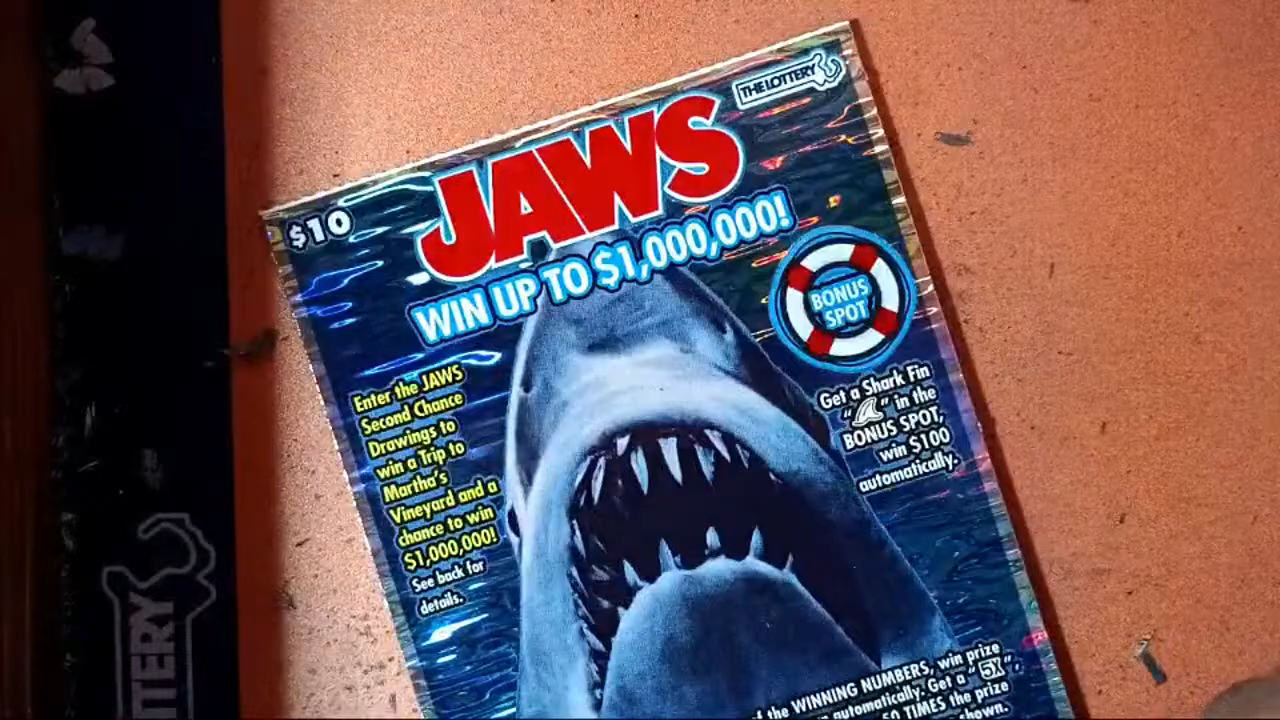 THE LOTTERY
JAWS
$10
WIN UP TO $1,000,000!
BONUS
SPOT
Enter the JAWS
Second Chance
Drawings to
win a Trip to
Martha's
Vineyard and a
chance to win
$1,000,000!
See back for
details.
Get a Shark Fin
" " in the
BONUS SPOT,
win $100
automatically.
of the WINNING NUMBERS, win prize
automatically. Get a "5X",
50 TIMES the prize
shown.
TTERY